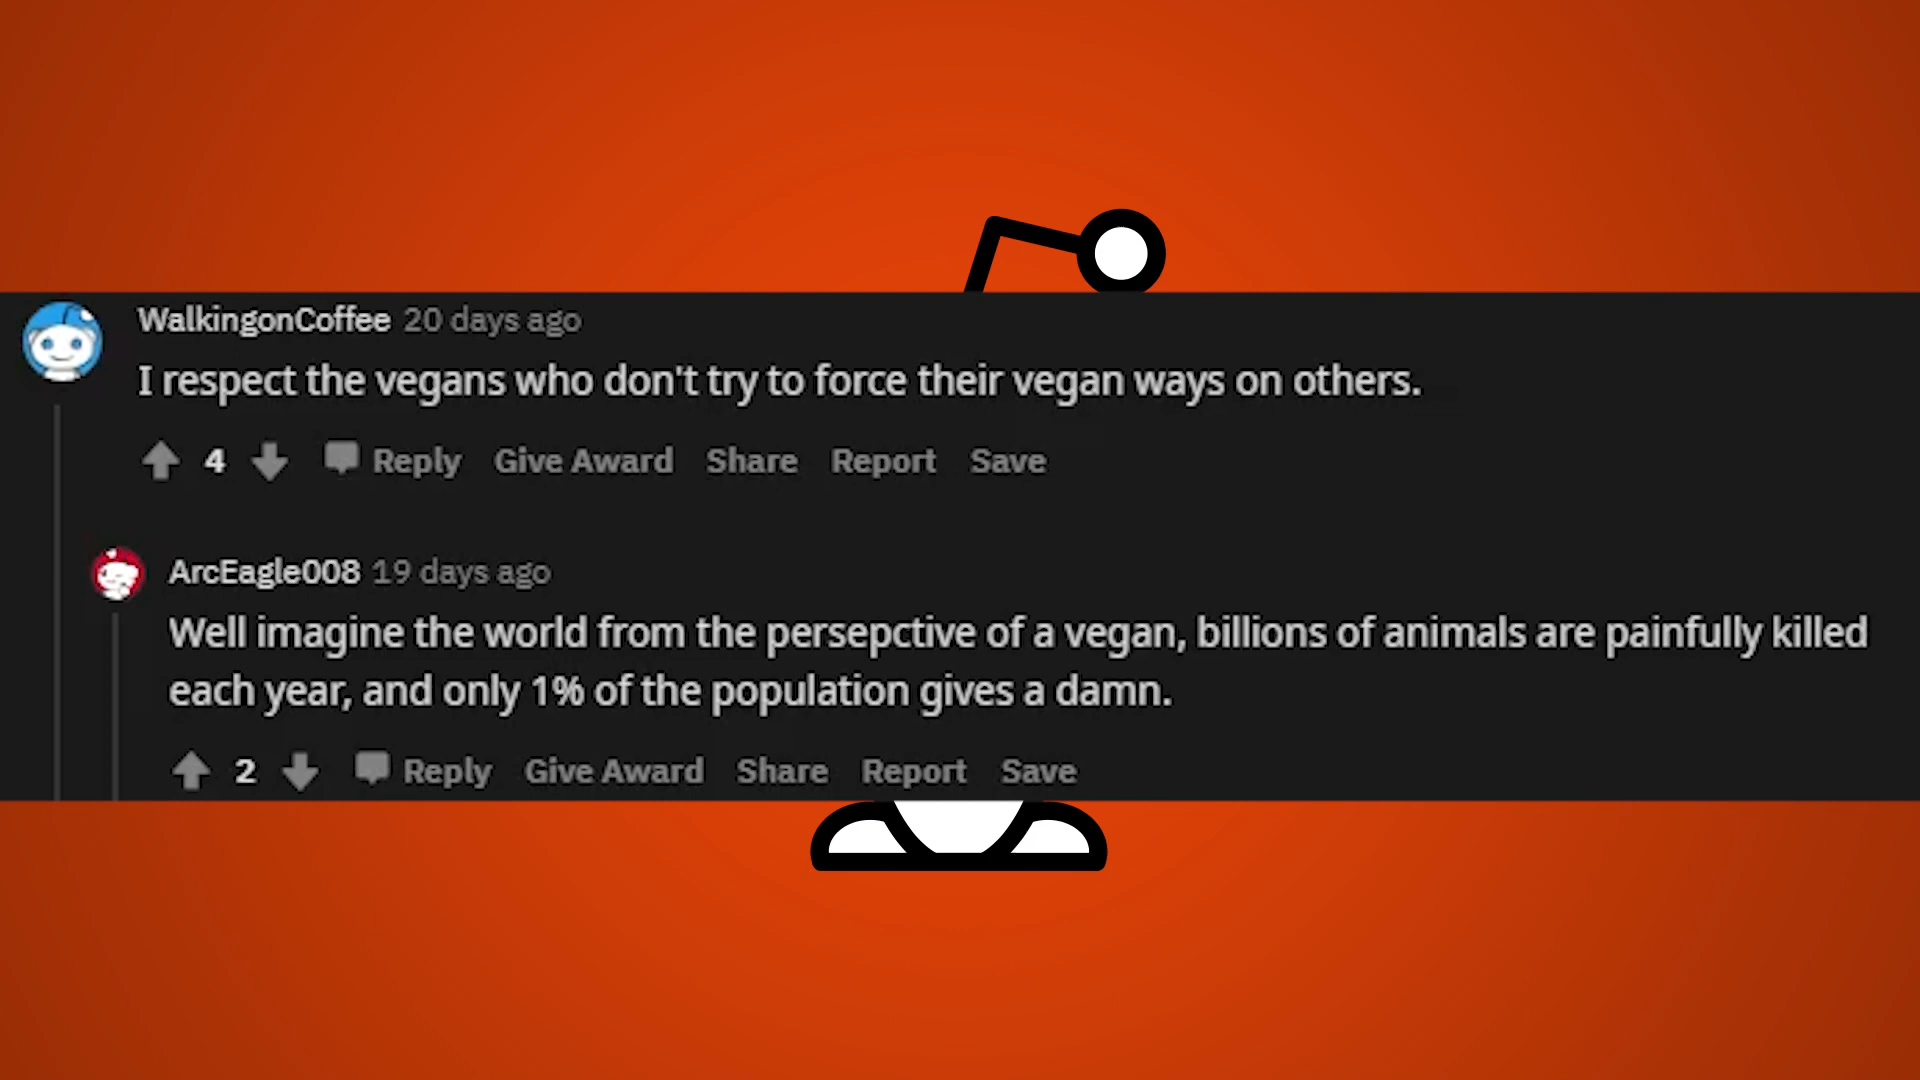 WalkingonCoffee 20 days ago
I respect the vegans who don't try to force their vegan ways on others.
4 Reply Give Award Share Report Save
ArcEagle008 19 days ago
Well imagine the world from the persepctive of a vegan, billions of animals are painfully killed
each year, and only 1% of the population gives a damn.
2 Reply Give Award Share Report Save